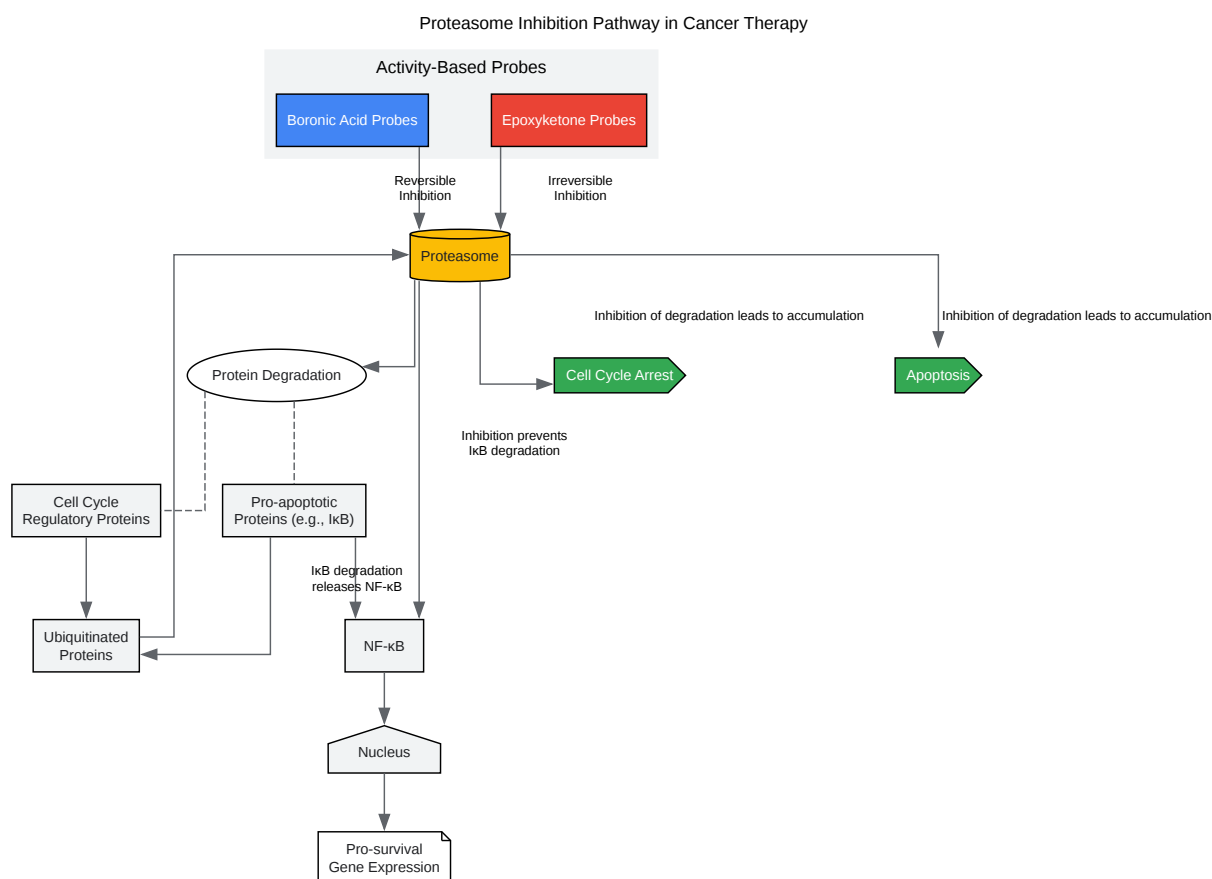 Proteasome Inhibition Pathway in Cancer Therapy
Activity-Based Probes
Boronic Acid Probes
Epoxyketone Probes
Reversible
Inhibition
Irreversible
Inhibition
Proteasome
Inhibition of degradation leads to accumulation
Inhibition of degradation leads to accumulation
Protein Degradation
Cell Cycle Arrest
Apoptosis
Inhibition prevents
IκB degradation
Cell Cycle
Regulatory Proteins
Pro-apoptotic
Proteins (e.g., IκB)
IκB degradation
releases NF-κB
Ubiquitinated
Proteins
NF-κB
Nucleus
Pro-survival
Gene Expression